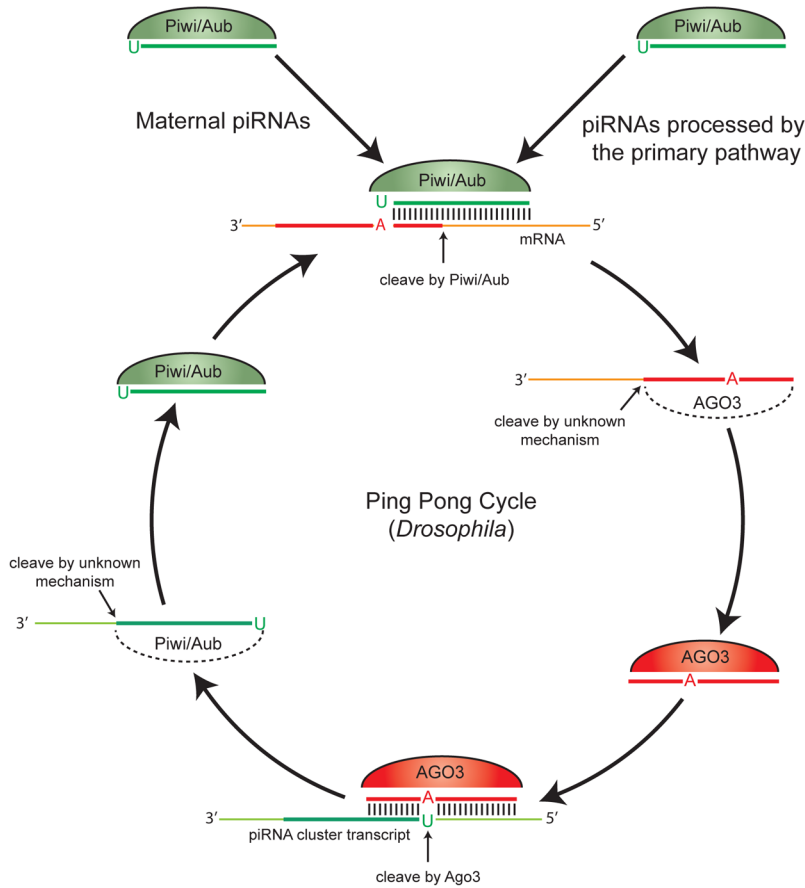 Piwi/Aub
U
Piwi/Aub
U
Maternal piRNAs
piRNAs processed by
the primary pathway
Piwi/Aub
U
3′
A
5′
mRNA
cleave by Piwi/Aub
Piwi/Aub
U
3′
A
AGO3
cleave by unknown
mechanism
Ping Pong Cycle
(Drosophila)
cleave by unknown
mechanism
3′
U
Piwi/Aub
AGO3
A
AGO3
A
3′
U
5′
piRNA cluster transcript
cleave by Ago3